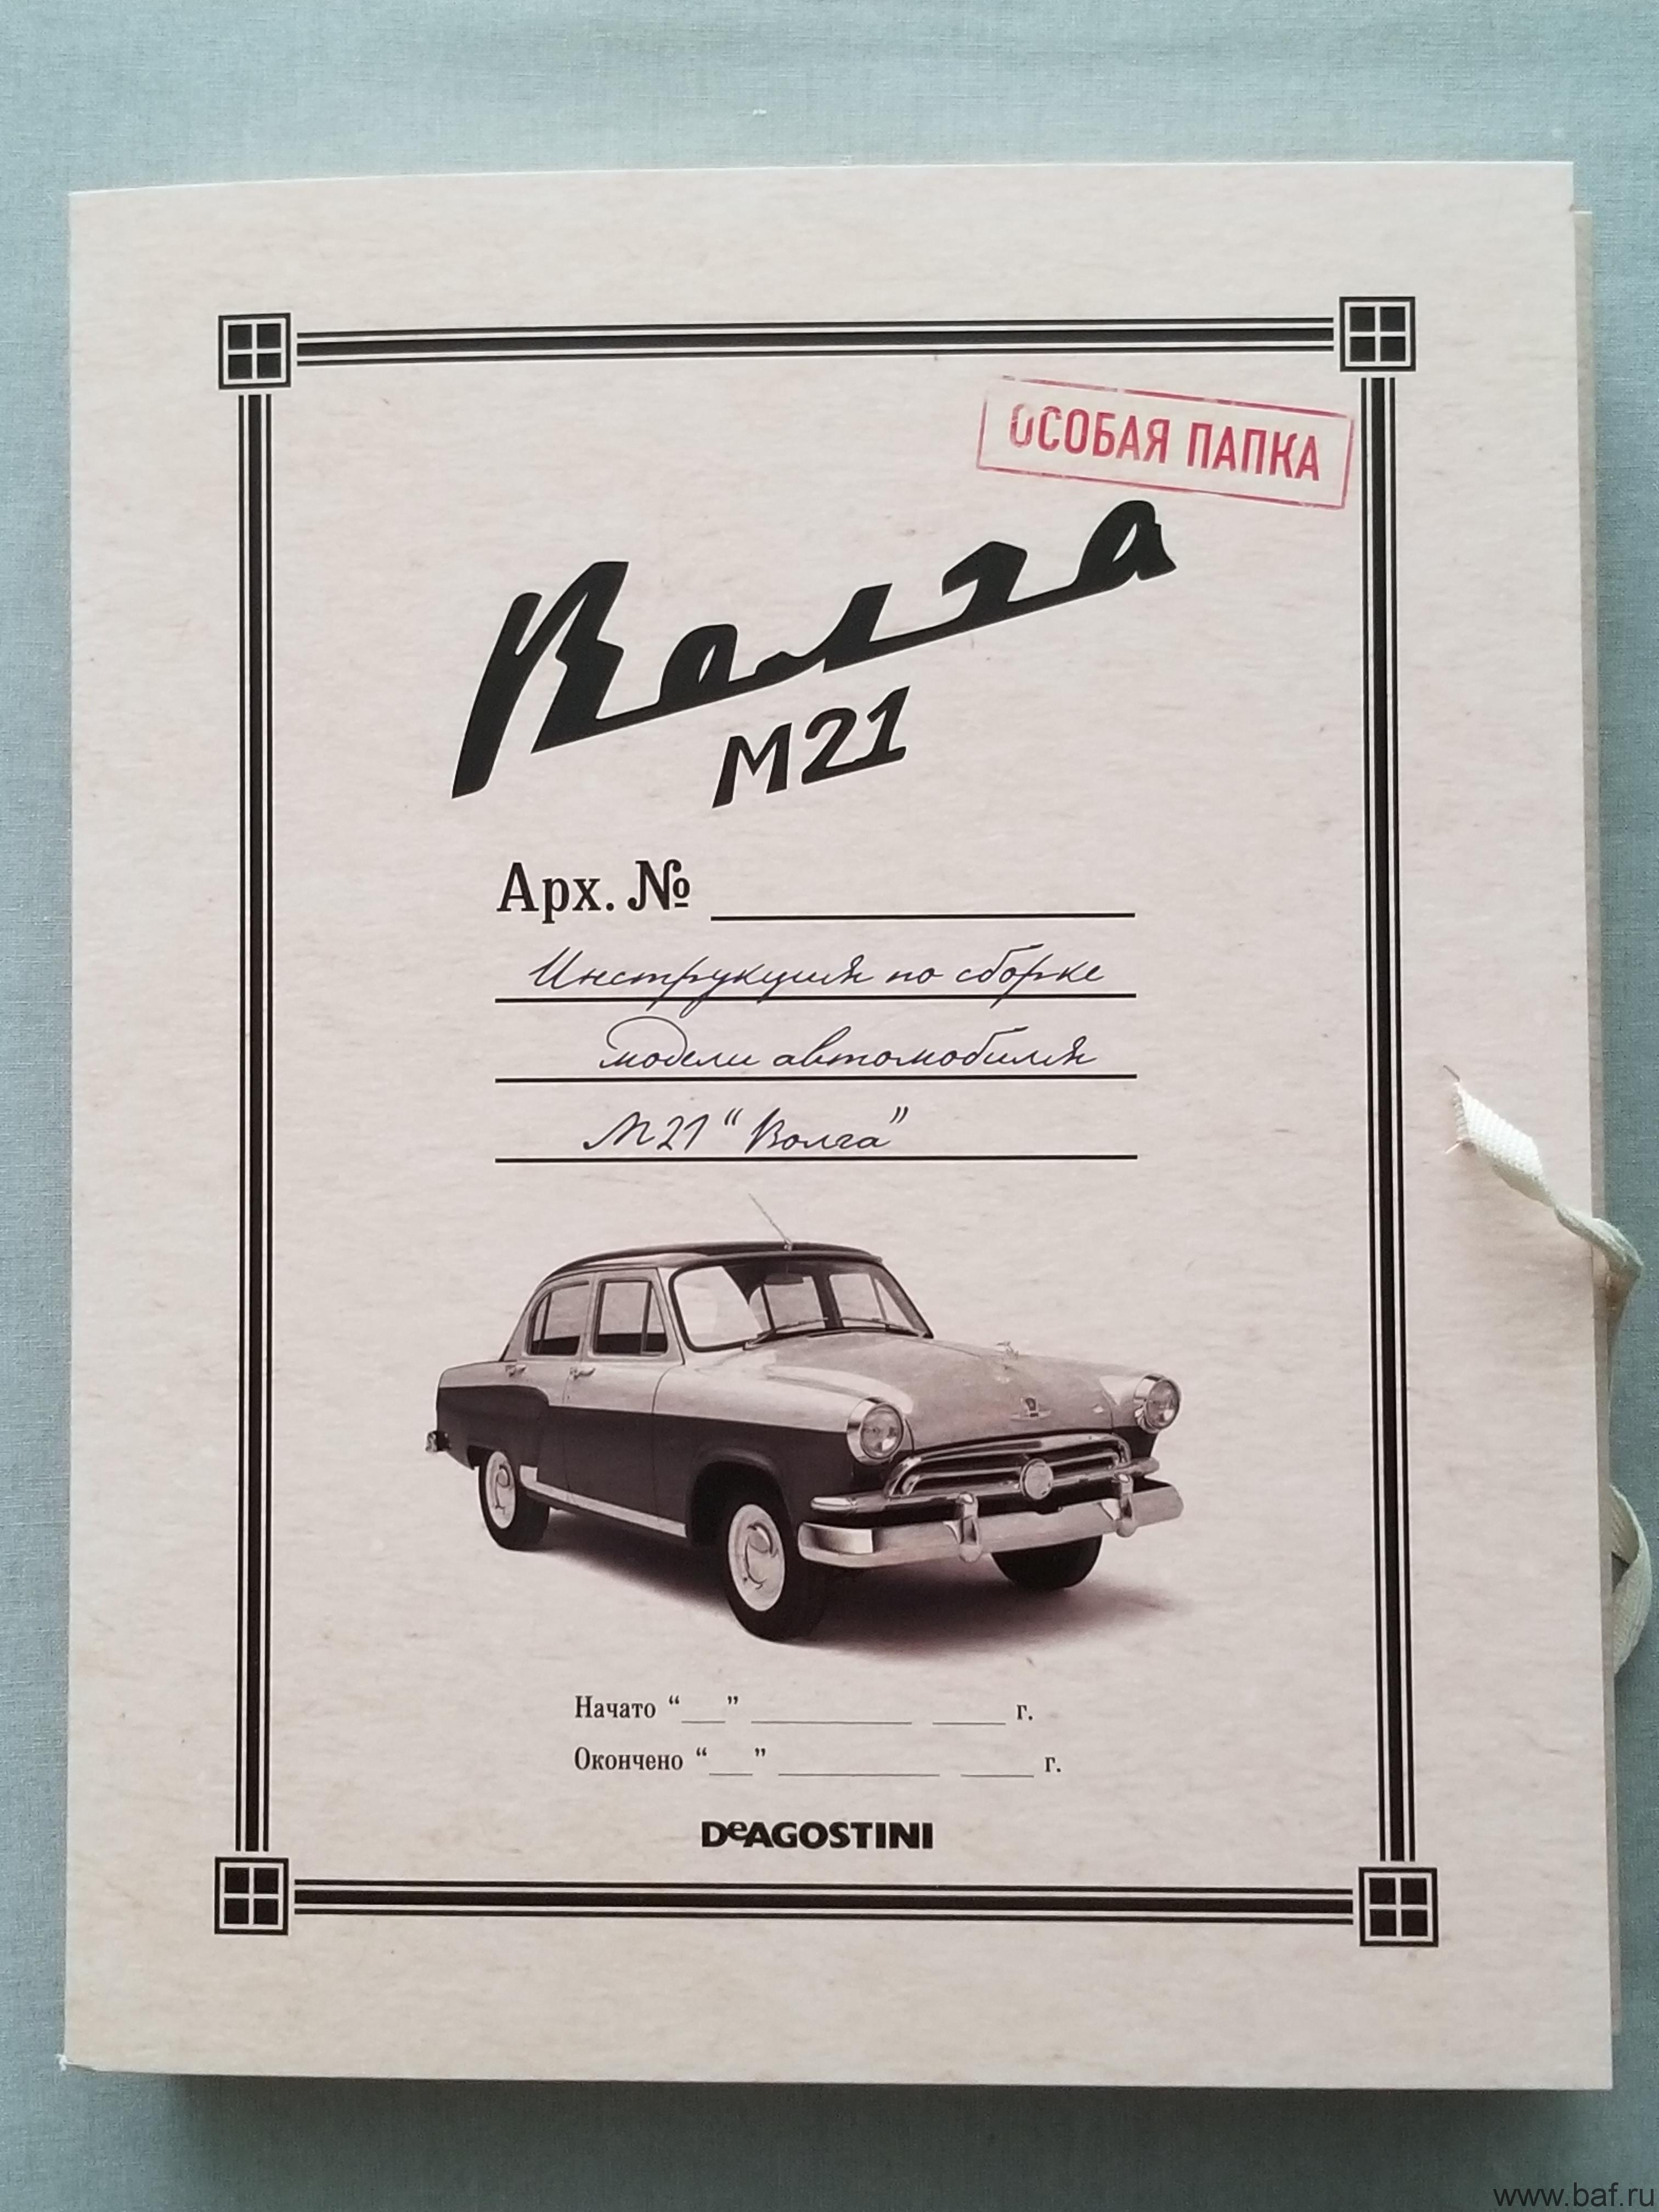 ОСОБАЯ ПАПКА
Волга
М21
Арх. №
Инструкция по сборке
модели автомобиля
М21 “Волга”
Начато “__” ________ ____ г.
Окончено “__” ________ ____ г.
DeAGOSTINI
www.baf.ru